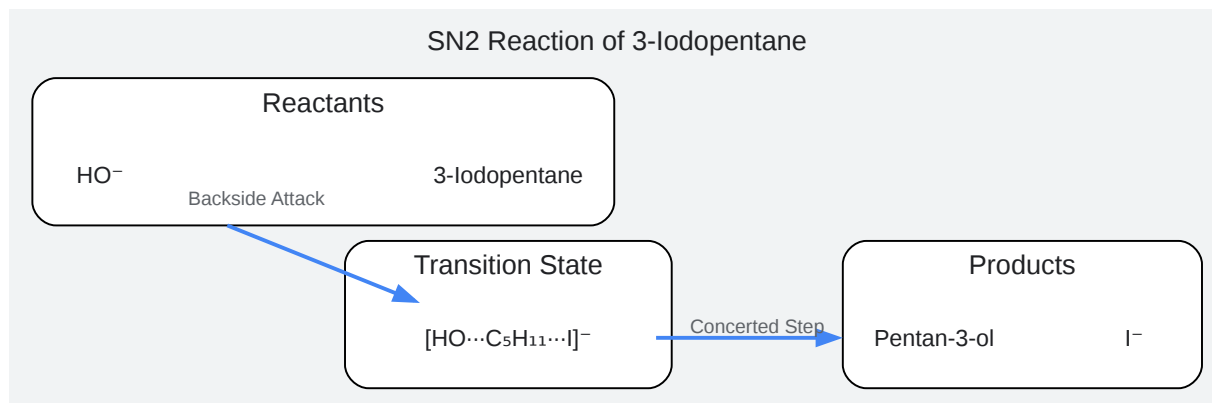 SN2 Reaction of 3-Iodopentane
Reactants
HO⁻
3-Iodopentane
Backside Attack
Transition State
[HO···C₅H₁₁···I]⁻
Concerted Step
Products
Pentan-3-ol
I⁻